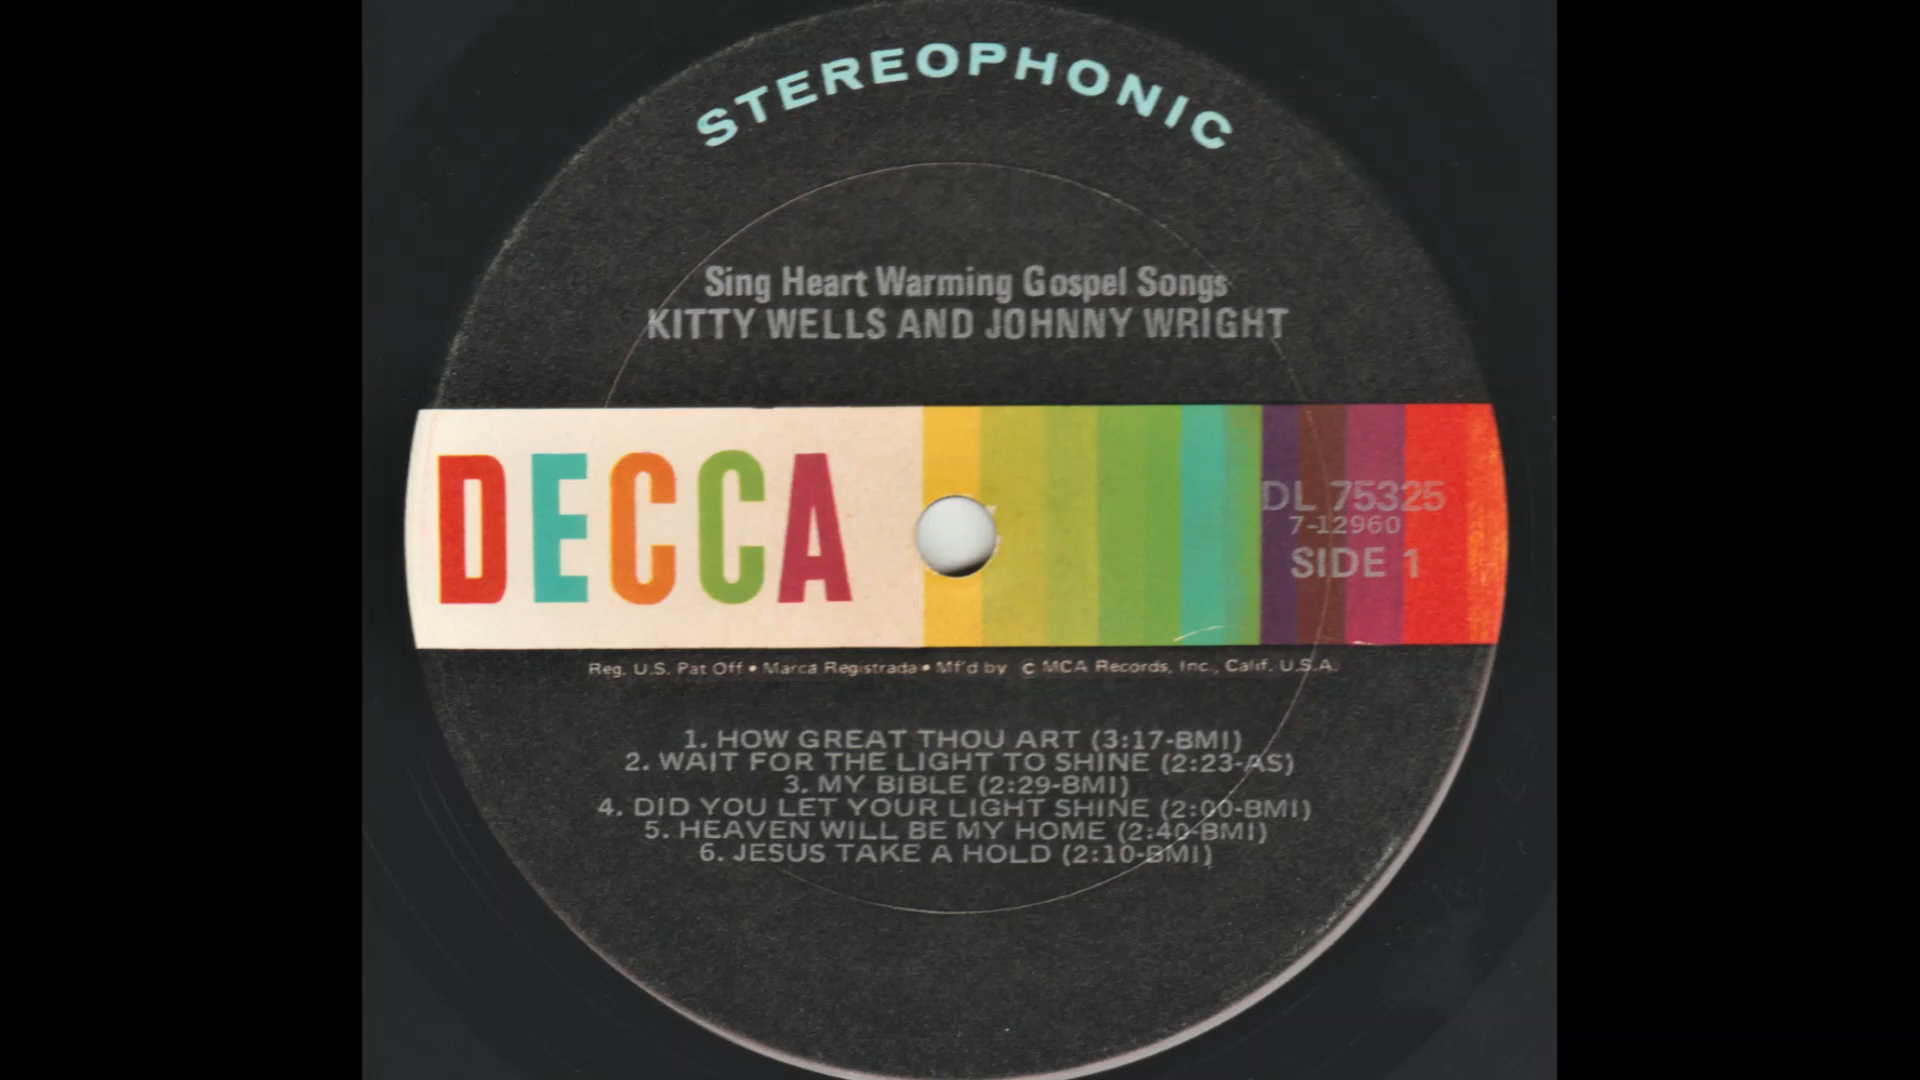 STEREOPHONIC
Sing Heart Warming Gospel Songs
KITTY WELLS AND JOHNNY WRIGHT
DECCA
DL 75325
7-12960
SIDE 1
Reg. U.S. Pat Off • Marca Registrada • Mf'd by © MCA Records, Inc., Calif. U.S.A.
1. HOW GREAT THOU ART (3:17-BMI)
2. WAIT FOR THE LIGHT TO SHINE (2:23-AS)
3. MY BIBLE (2:29-BMI)
4. DID YOU LET YOUR LIGHT SHINE (2:00-BMI)
5. HEAVEN WILL BE MY HOME (2:40-BMI)
6. JESUS TAKE A HOLD (2:10-BMI)